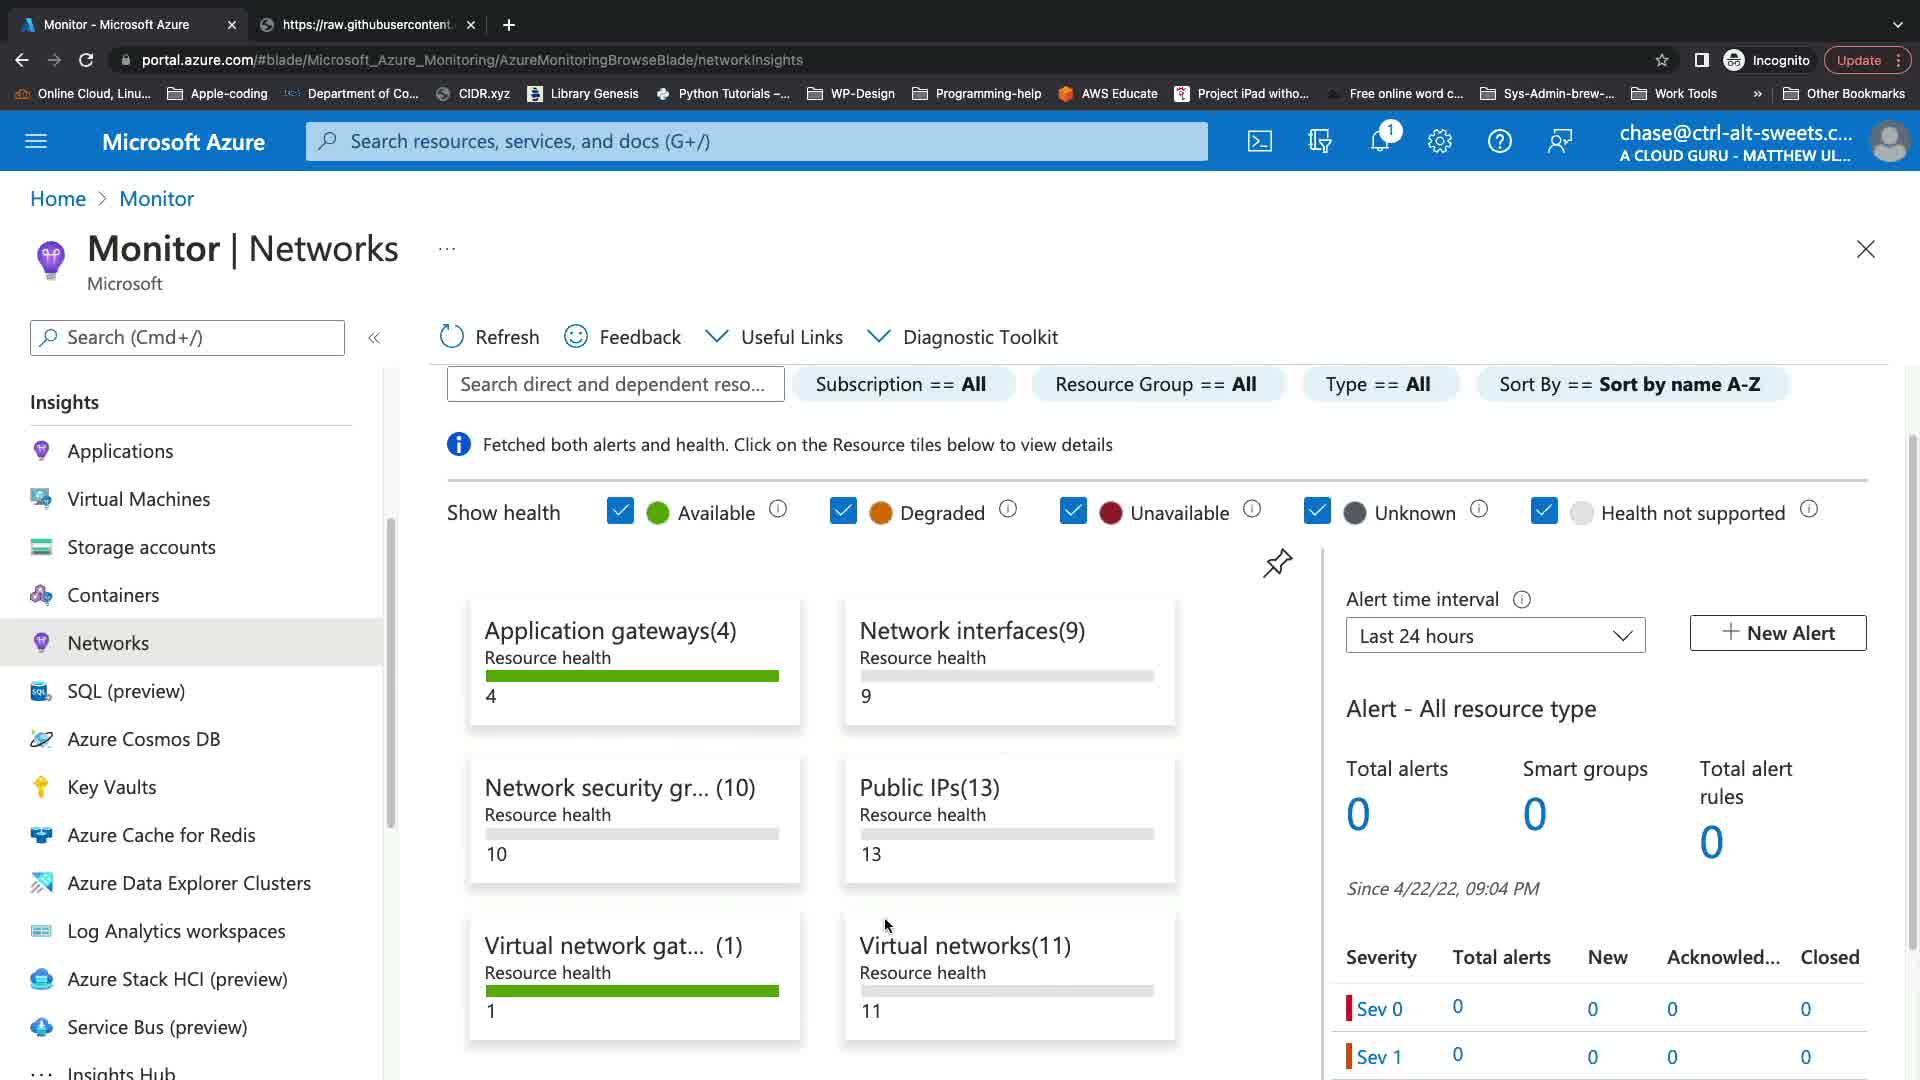 Monitor - Microsoft Azure
https://raw.githubusercontent
portal.azure.com/#blade/Microsoft_Azure_Monitoring/AzureMonitoringBrowseBlade/networkInsights
Incognito
Update
Online Cloud, Linu...
Apple-coding
Department of Co...
CIDR.xyz
Library Genesis
Python Tutorials –...
WP-Design
Programming-help
AWS Educate
Project iPad witho...
Free online word c...
Sys-Admin-brew-...
Work Tools
»
Other Bookmarks
Microsoft Azure
Search resources, services, and docs (G+/)
1
chase@ctrl-alt-sweets.c...
A CLOUD GURU - MATTHEW UL...
Home > Monitor
Monitor | Networks
...
Microsoft
Search (Cmd+/)
«
Refresh
Feedback
Useful Links
Diagnostic Toolkit
Insights
Applications
Virtual Machines
Storage accounts
Containers
Networks
SQL (preview)
Azure Cosmos DB
Key Vaults
Azure Cache for Redis
Azure Data Explorer Clusters
Log Analytics workspaces
Azure Stack HCI (preview)
Service Bus (preview)
Insights Hub
Search direct and dependent reso...
Subscription == All
Resource Group == All
Type == All
Sort By == Sort by name A-Z
Fetched both alerts and health. Click on the Resource tiles below to view details
Show health
Available
Degraded
Unavailable
Unknown
Health not supported
Application gateways(4)
Resource health
4
Network interfaces(9)
Resource health
9
Network security gr... (10)
Resource health
10
Public IPs(13)
Resource health
13
Virtual network gat... (1)
Resource health
1
Virtual networks(11)
Resource health
11
Alert time interval
Last 24 hours
+ New Alert
Alert - All resource type
Total alerts
0
Smart groups
0
Total alert
rules
0
Since 4/22/22, 09:04 PM
Severity Total alerts New Acknowled... Closed
Sev 0 0 0 0 0
Sev 1 0 0 0 0